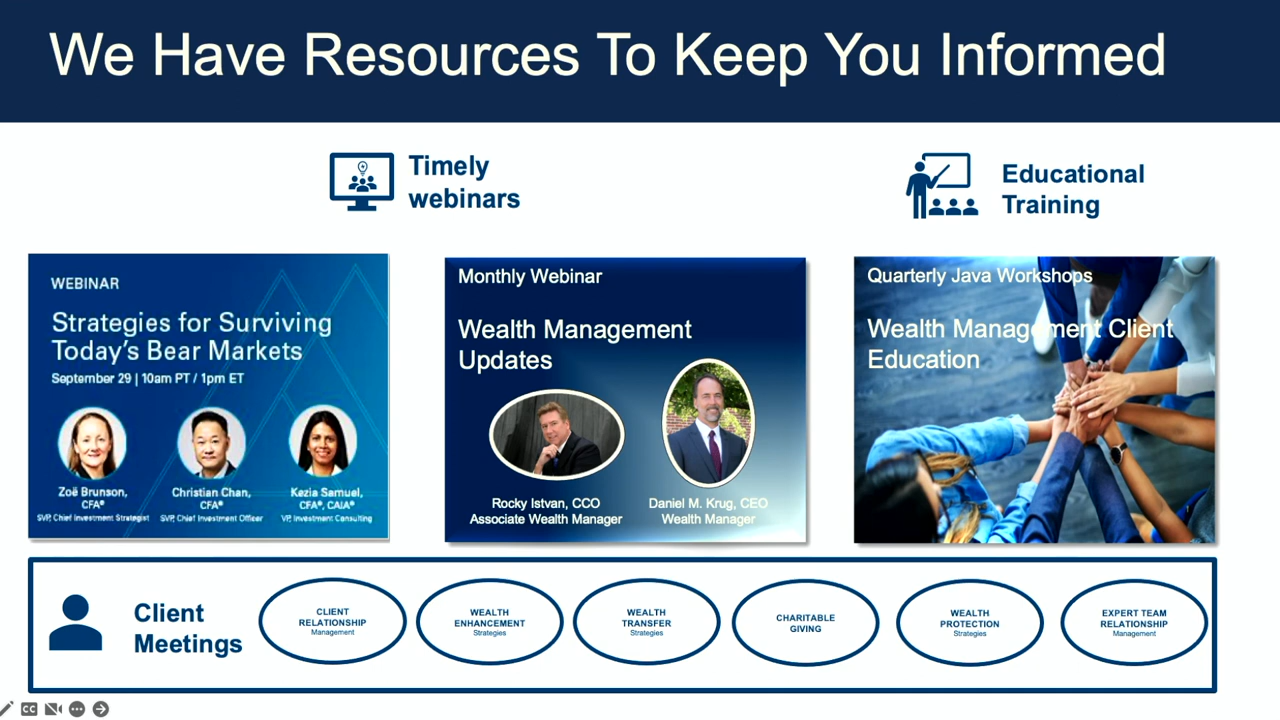 We Have Resources To Keep You Informed
Timely
webinars
Educational
Training
WEBINAR
Strategies for Surviving
Today's Bear Markets
September 29 | 10am PT / 1pm ET
Zoë Brunson,
CFA®
SVP, Chief Investment Strategist
Christian Chan,
CFA®
SVP, Chief Investment Officer
Kezia Samuel,
CFA®, CAIA®
VP, Investment Consulting
Monthly Webinar
Wealth Management
Updates
Rocky Istvan, CCO
Associate Wealth Manager
Daniel M. Krug, CEO
Wealth Manager
Quarterly Java Workshops
Wealth Management Client
Education
Client
Meetings
CLIENT
RELATIONSHIP
Management
WEALTH
ENHANCEMENT
Strategies
WEALTH
TRANSFER
Strategies
CHARITABLE
GIVING
WEALTH
PROTECTION
Strategies
EXPERT TEAM
RELATIONSHIP
Management
CC